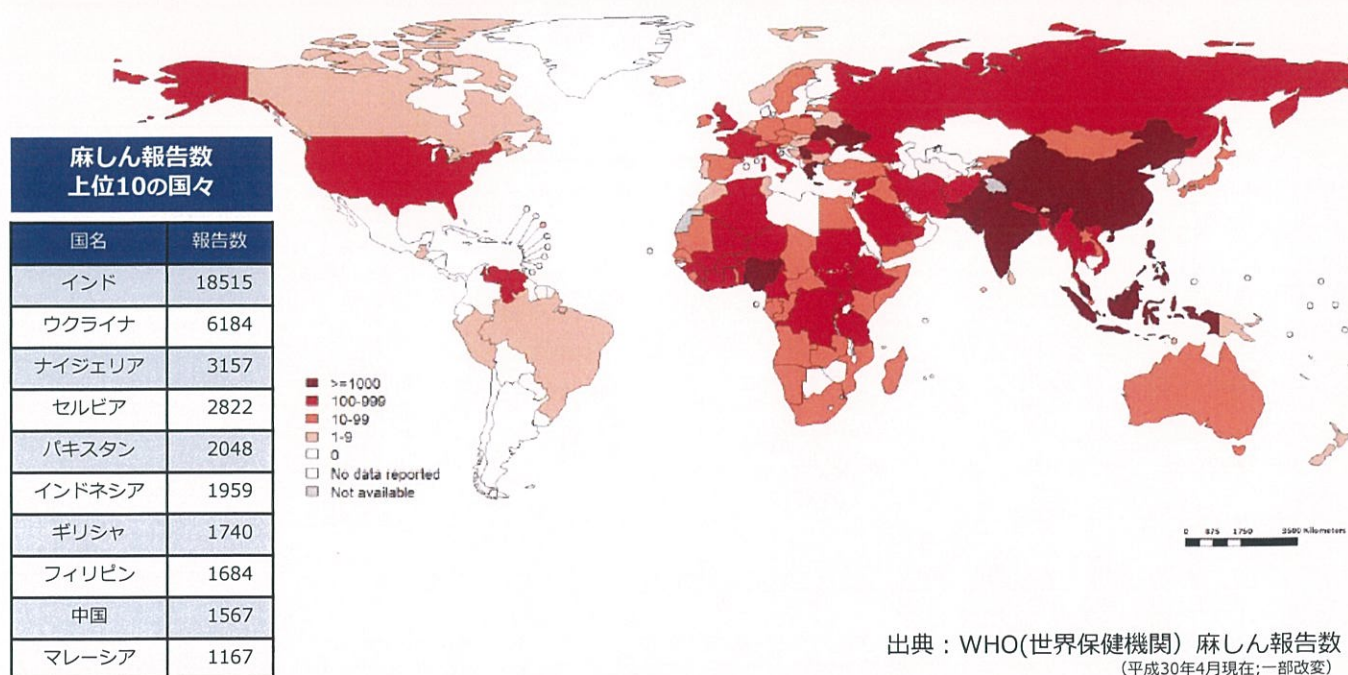 麻しん報告数
上位10の国々
国名 報告数
インド 18515
ウクライナ 6184
ナイジェリア 3157
セルビア 2822
パキスタン 2048
インドネシア 1959
ギリシャ 1740
フィリピン 1684
中国 1567
マレーシア 1167
>=1000
100-999
10-99
1-9
0
No data reported
Not available
0 875 1750 3500 Kilometers
出典：WHO(世界保健機関）麻しん報告数
（平成30年4月現在;一部改変）